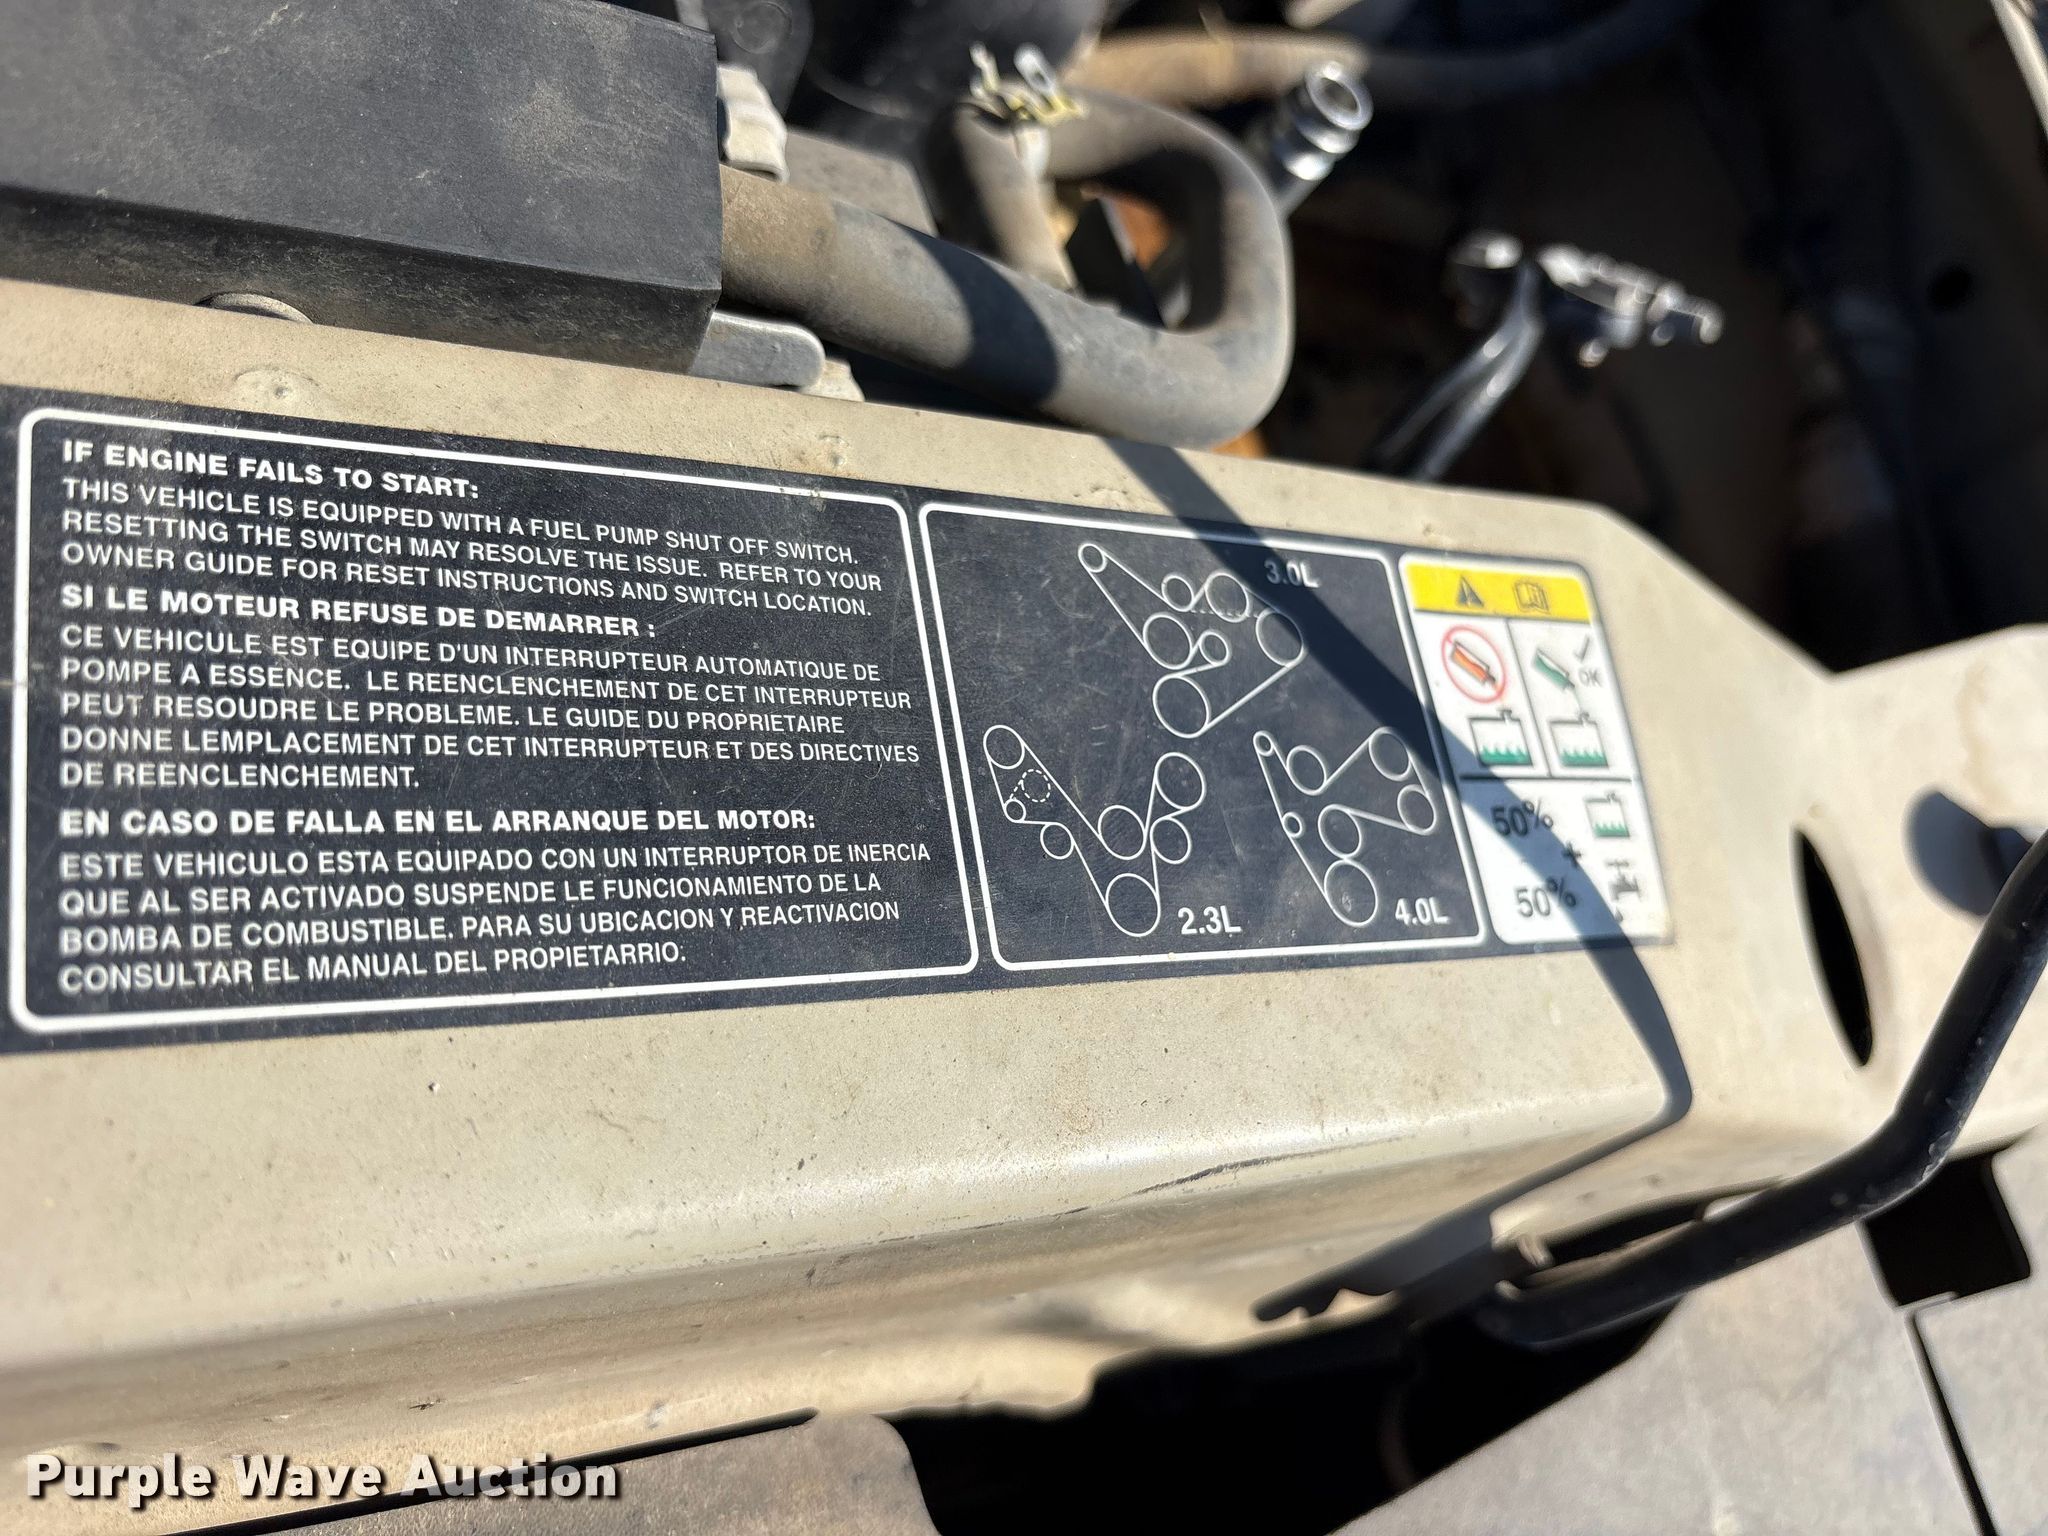 IF ENGINE FAILS TO START:
THIS VEHICLE IS EQUIPPED WITH A FUEL PUMP SHUT OFF SWITCH.
RESETTING THE SWITCH MAY RESOLVE THE ISSUE. REFER TO YOUR
OWNER GUIDE FOR RESET INSTRUCTIONS AND SWITCH LOCATION.
SI LE MOTEUR REFUSE DE DEMARRER :
CE VEHICULE EST EQUIPE D'UN INTERRUPTEUR AUTOMATIQUE DE
POMPE A ESSENCE. LE REENCLENCHEMENT DE CET INTERRUPTEUR
PEUT RESOUDRE LE PROBLEME. LE GUIDE DU PROPRIETAIRE
DONNE LEMPLACEMENT DE CET INTERRUPTEUR ET DES DIRECTIVES
DE REENCLENCHEMENT.
EN CASO DE FALLA EN EL ARRANQUE DEL MOTOR:
ESTE VEHICULO ESTA EQUIPADO CON UN INTERRUPTOR DE INERCIA
QUE AL SER ACTIVADO SUSPENDE LE FUNCIONAMIENTO DE LA
BOMBA DE COMBUSTIBLE. PARA SU UBICACION Y REACTIVACION
CONSULTAR EL MANUAL DEL PROPIETARRIO.
3.0L
2.3L
4.0L
OK
50%
+
50%
Purple Wave Auction